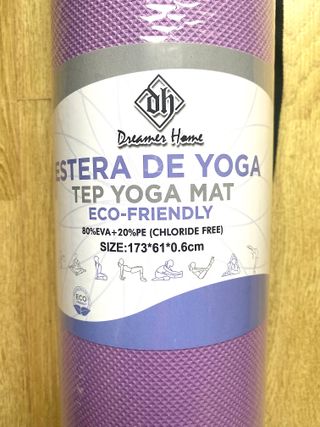 dh
Dreamer Home
ESTERA DE YOGA
TEP YOGA MAT
ECO-FRIENDLY
80%EVA+20%PE (CHLORIDE FREE)
SIZE:173*61*0.6cm
ECO